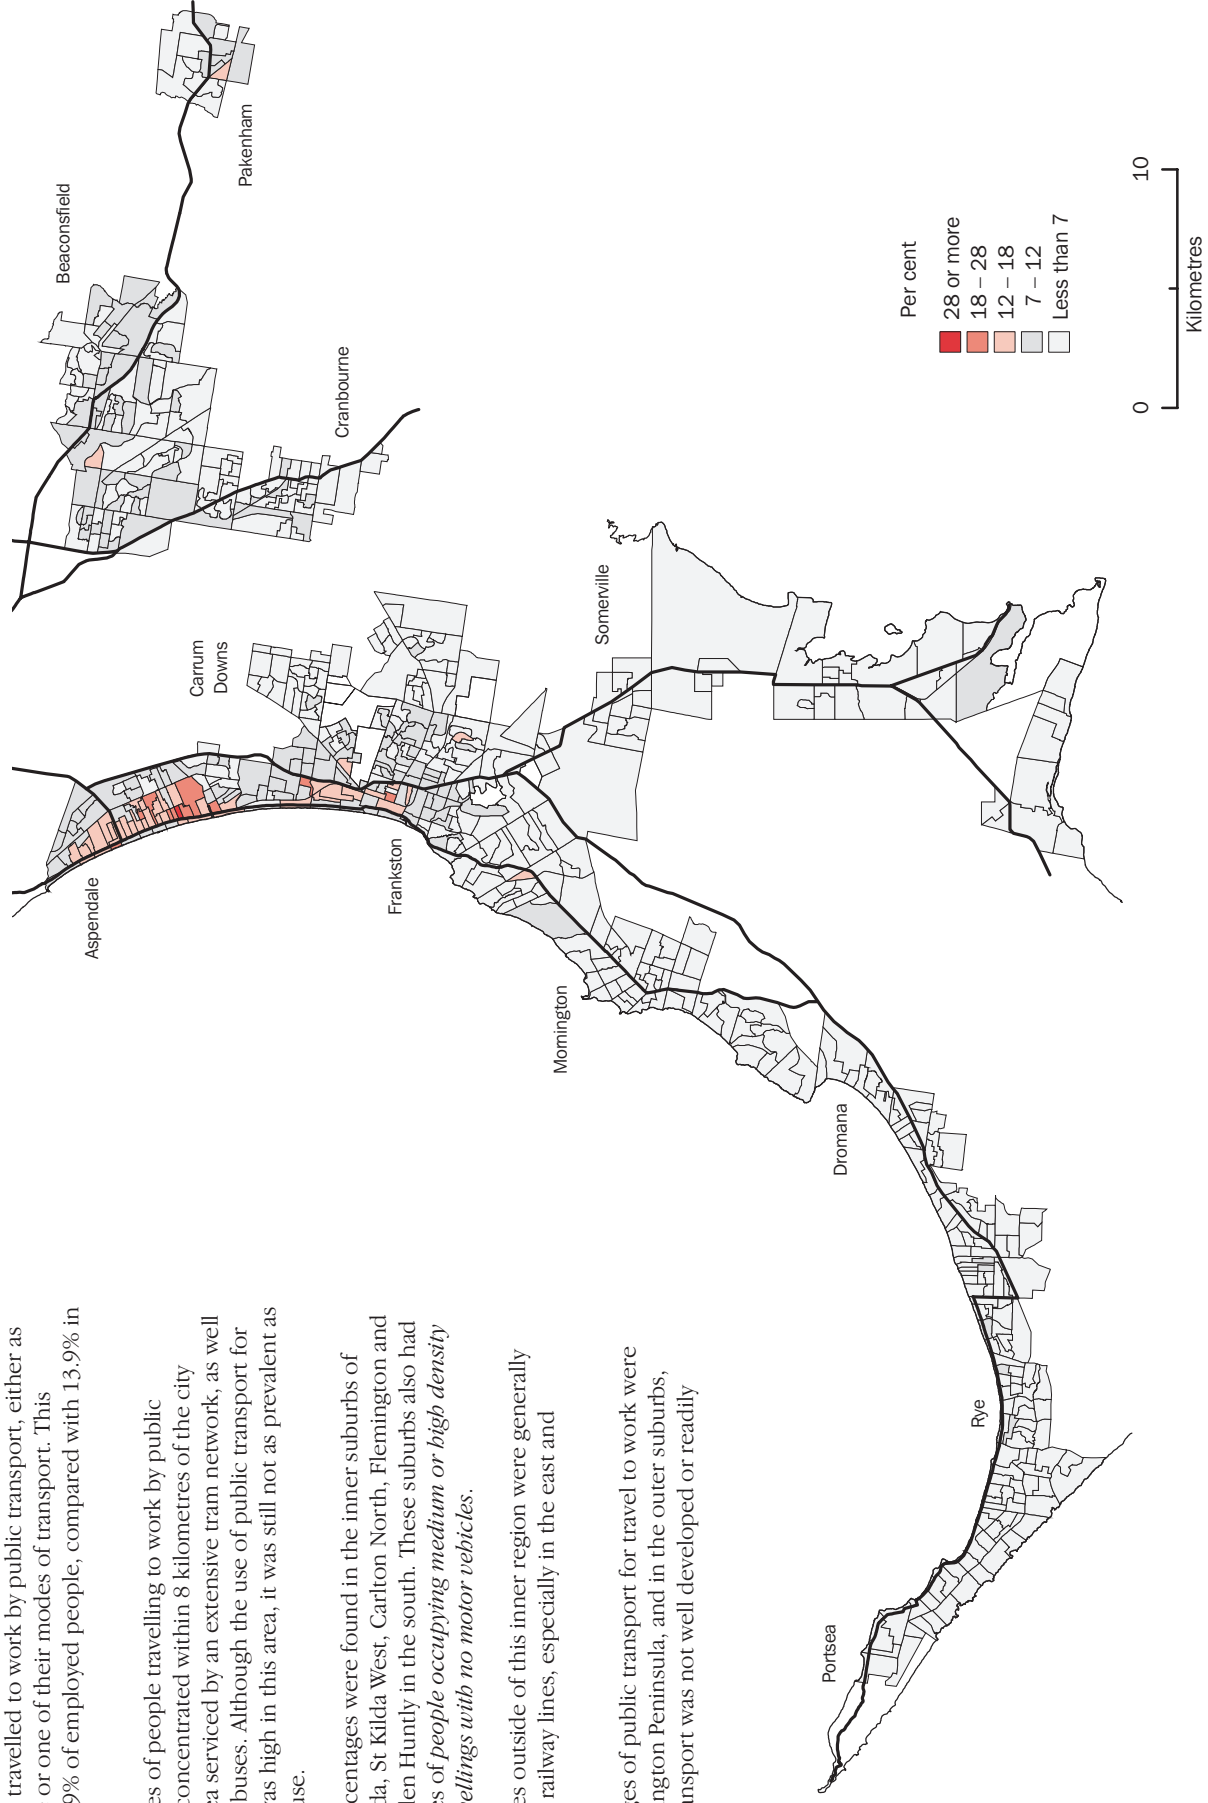 travelled to work by public transport, either as
or one of their modes of transport. This
9% of employed people, compared with 13.9% in
es of people travelling to work by public
concentrated within 8 kilometres of the city
ea serviced by an extensive tram network, as well
buses. Although the use of public transport for
as high in this area, it was still not as prevalent as
use.
centages were found in the inner suburbs of
da, St Kilda West, Carlton North, Flemington and
len Huntly in the south. These suburbs also had
es of people occupying medium or high density
ellings with no motor vehicles.
es outside of this inner region were generally
railway lines, especially in the east and
ges of public transport for travel to work were
ngton Peninsula, and in the outer suburbs,
ansport was not well developed or readily
Aspendale
Carrum
Downs
Beaconsfield
Pakenham
Cranbourne
Frankston
Mornington
Somerville
Dromana
Rye
Portsea
Per cent
28 or more
18 – 28
12 – 18
7 – 12
Less than 7
0
10
Kilometres